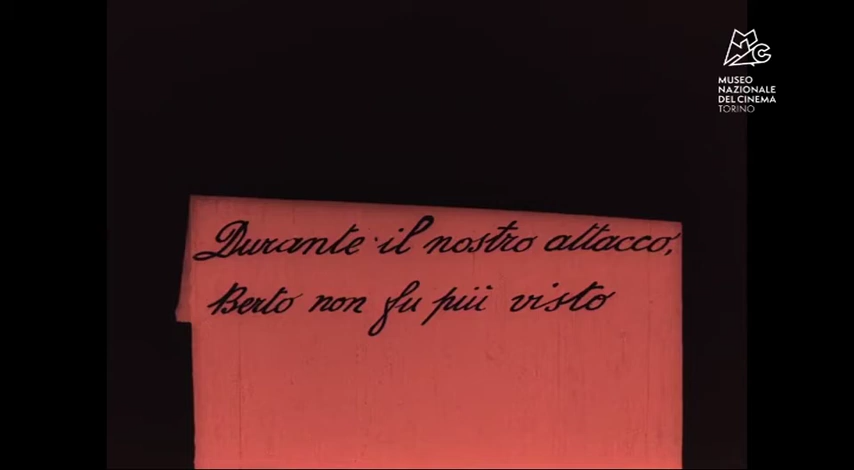 MUSEO
NAZIONALE
DEL CINEMA
TORINO
Durante il nostro attacco,
Berto non fu più visto